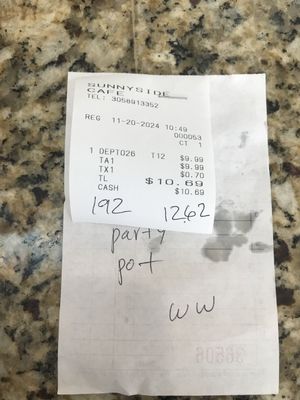 SUNNYSIDE
CAFE
TEL: 3058913352
REG 11-20-2024 10:49
000053
CT 1
1 DEPT026 T12 $9.99
TA1 $9.99
TX1 $0.70
TL $10.69
CASH $10.69
192 1262
party
pot
WW